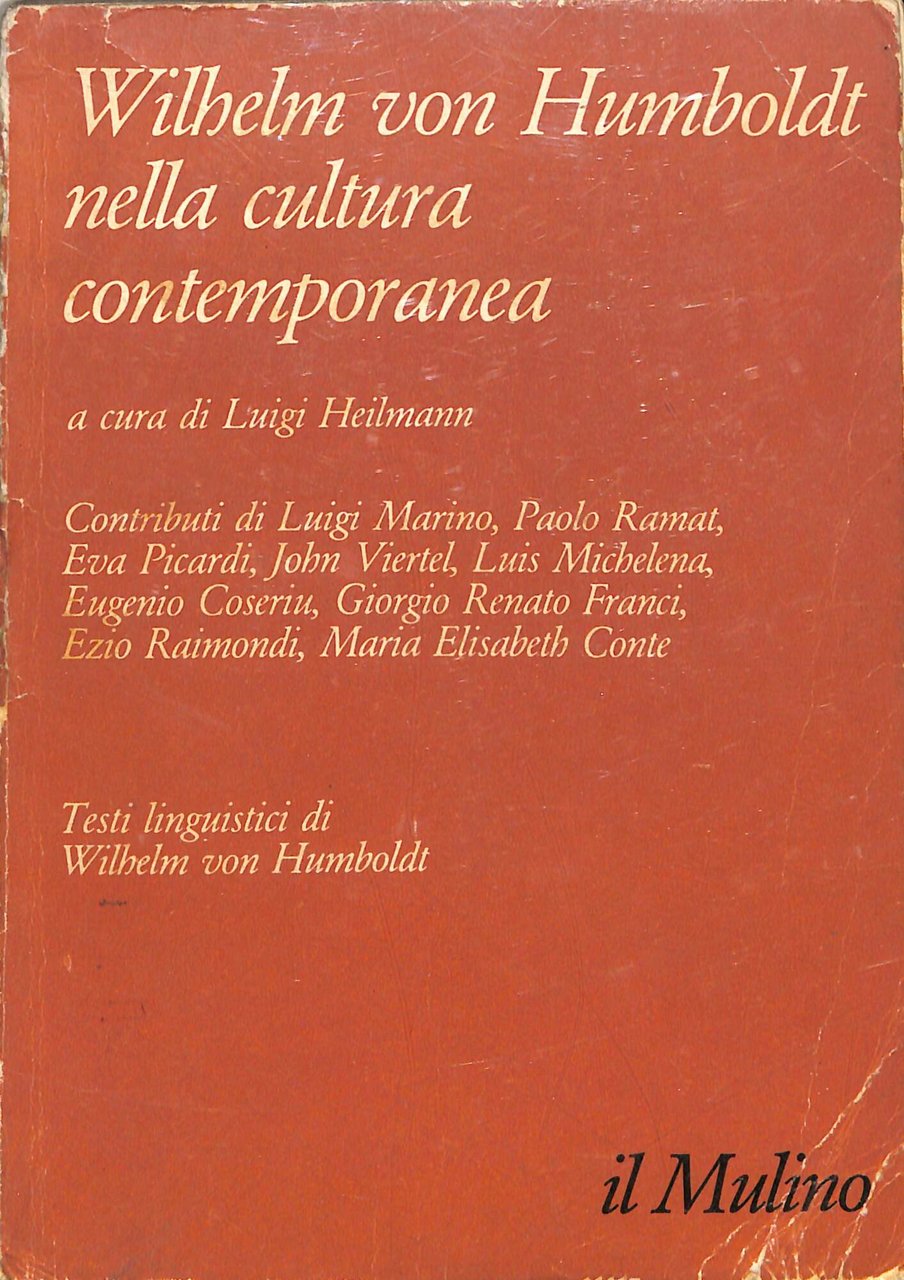 Wilhelm von Humboldt
nella cultura
contemporanea
a cura di Luigi Heilmann
Contributi di Luigi Marino, Paolo Ramat,
Eva Picardi, John Viertel, Luis Michelena,
Eugenio Coseriu, Giorgio Renato Franci,
Ezio Raimondi, Maria Elisabeth Conte
Testi linguistici di
Wilhelm von Humboldt
il Mulino